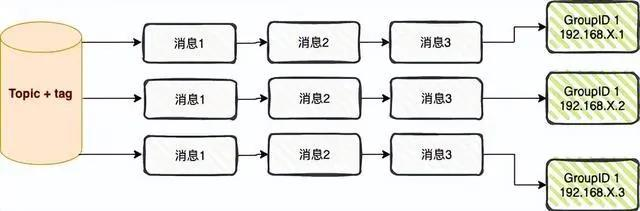 消息1
消息2
消息3
GroupID 1
192.168.X.1
Topic + tag
消息1
消息2
消息3
GroupID 1
192.168.X.2
消息1
消息2
消息3
GroupID 1
192.168.X.3